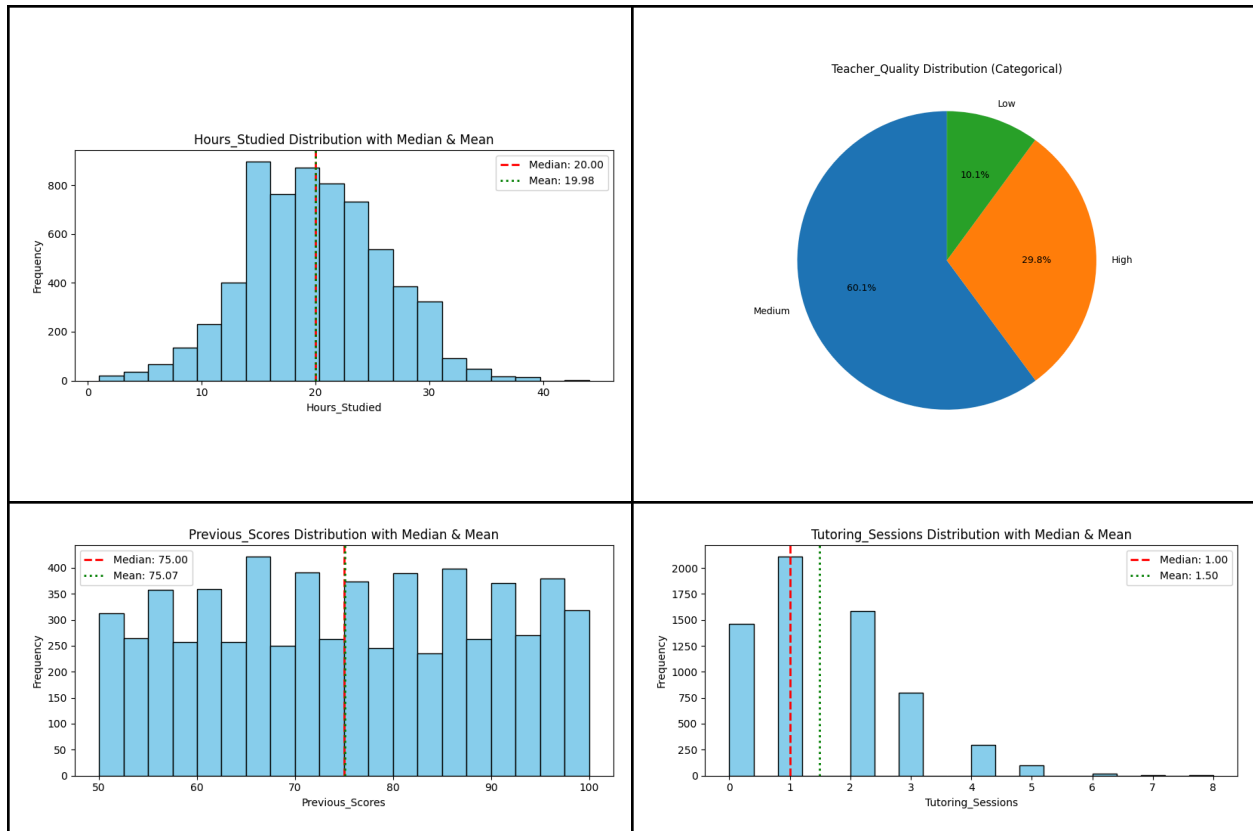 Hours_Studied Distribution with Median & Mean
Median: 20.00
Mean: 19.98
Frequency
800
600
400
200
0
0 10 20 30 40
Hours_Studied
Teacher_Quality Distribution (Categorical)
Low
10.1%
29.8%
High
60.1%
Medium
Previous_Scores Distribution with Median & Mean
Median: 75.00
Mean: 75.07
Frequency
400
350
300
250
200
150
100
50
0
50 60 70 80 90 100
Previous_Scores
Tutoring_Sessions Distribution with Median & Mean
Median: 1.00
Mean: 1.50
Frequency
2000
1750
1500
1250
1000
750
500
250
0
0 1 2 3 4 5 6 7 8
Tutoring_Sessions